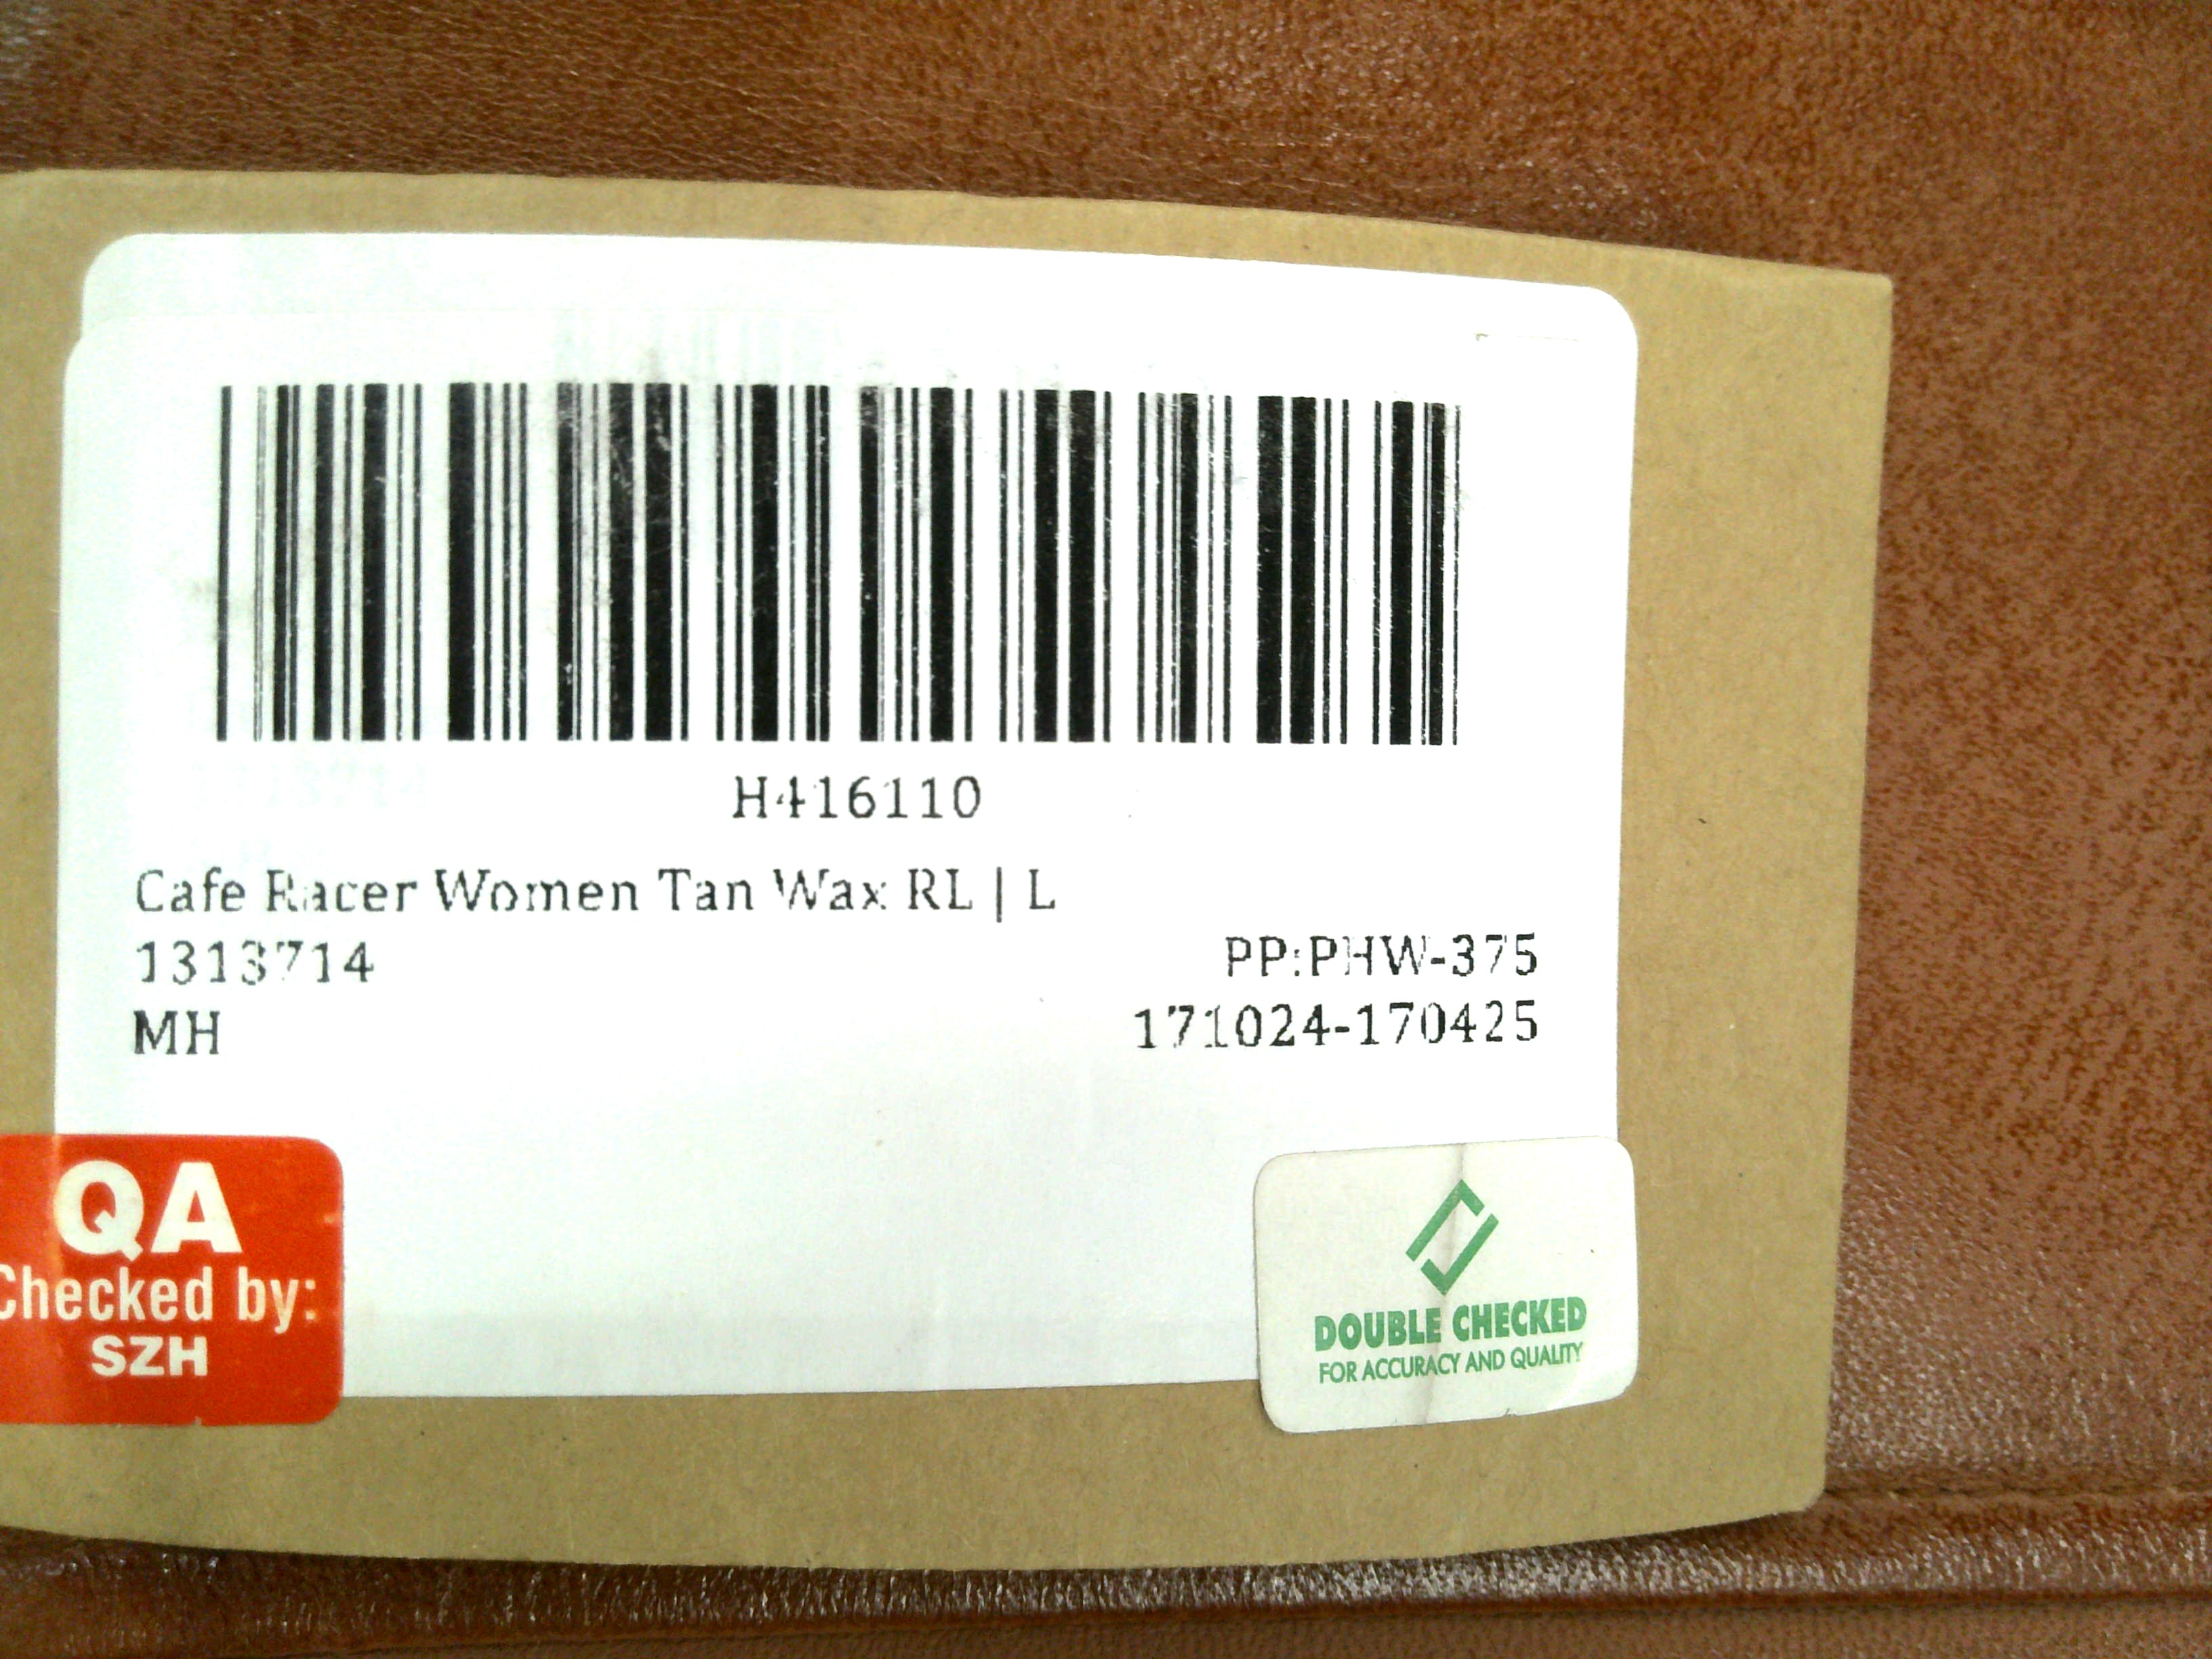 H416110
Cafe Racer Women Tan Wax RL | L
1313714
PP:PHW-375
MH
171024-170425
QA
Checked by:
SZH
DOUBLE CHECKED
FOR ACCURACY AND QUALITY